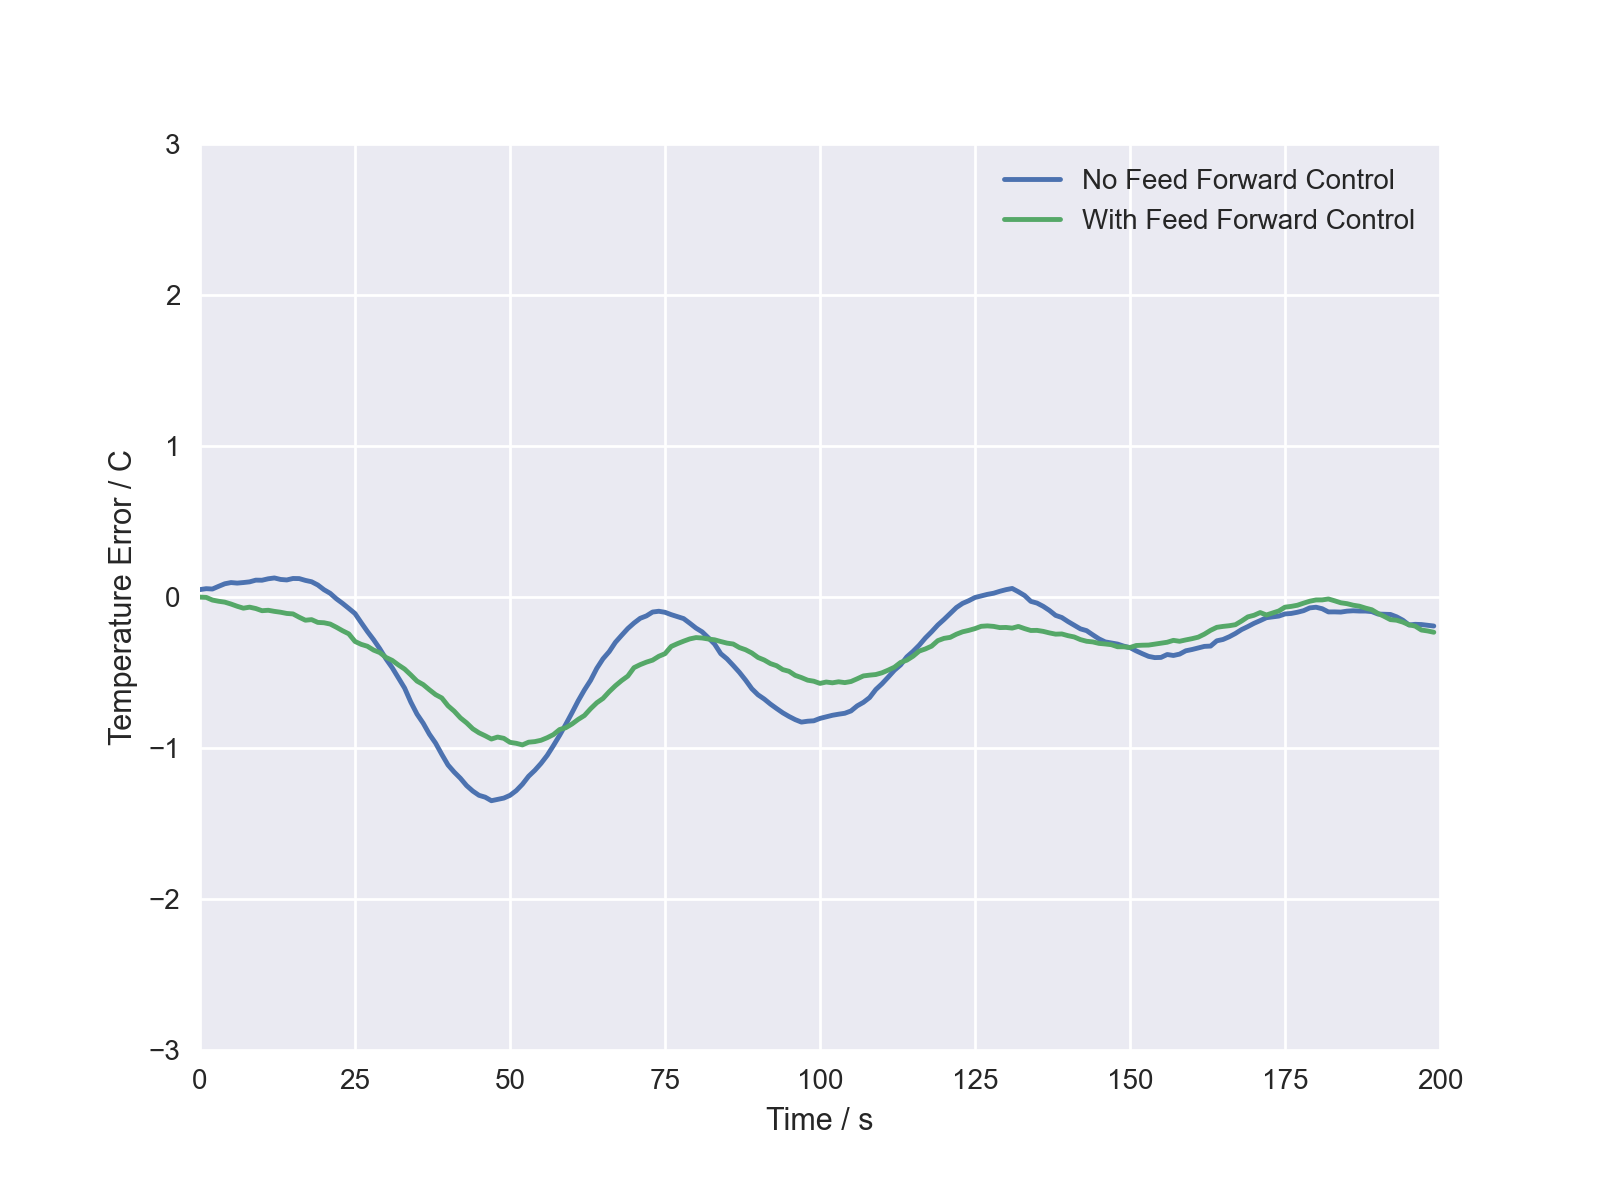 No Feed Forward Control
With Feed Forward Control
3
2
1
0
−1
−2
−3
Temperature Error / C
0 25 50 75 100 125 150 175 200
Time / s